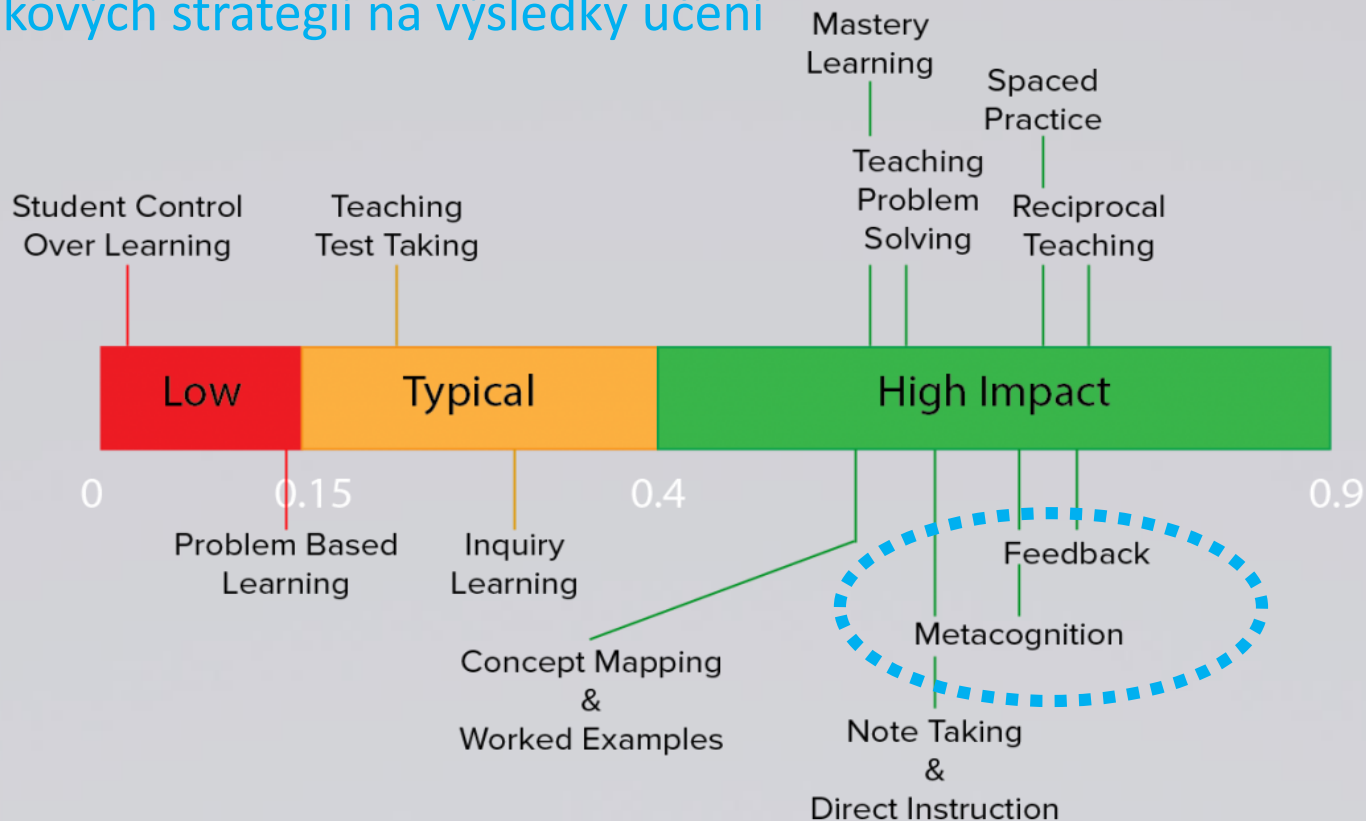 kových strategií na výsledky učení
Mastery
Learning
Spaced
Practice
Teaching
Problem
Solving
Student Control
Over Learning
Teaching
Test Taking
Reciprocal
Teaching
Low
Typical
High Impact
0
0.15
0.4
0.9
Problem Based
Learning
Inquiry
Learning
Feedback
Metacognition
Concept Mapping
&
Worked Examples
Note Taking
&
Direct Instruction